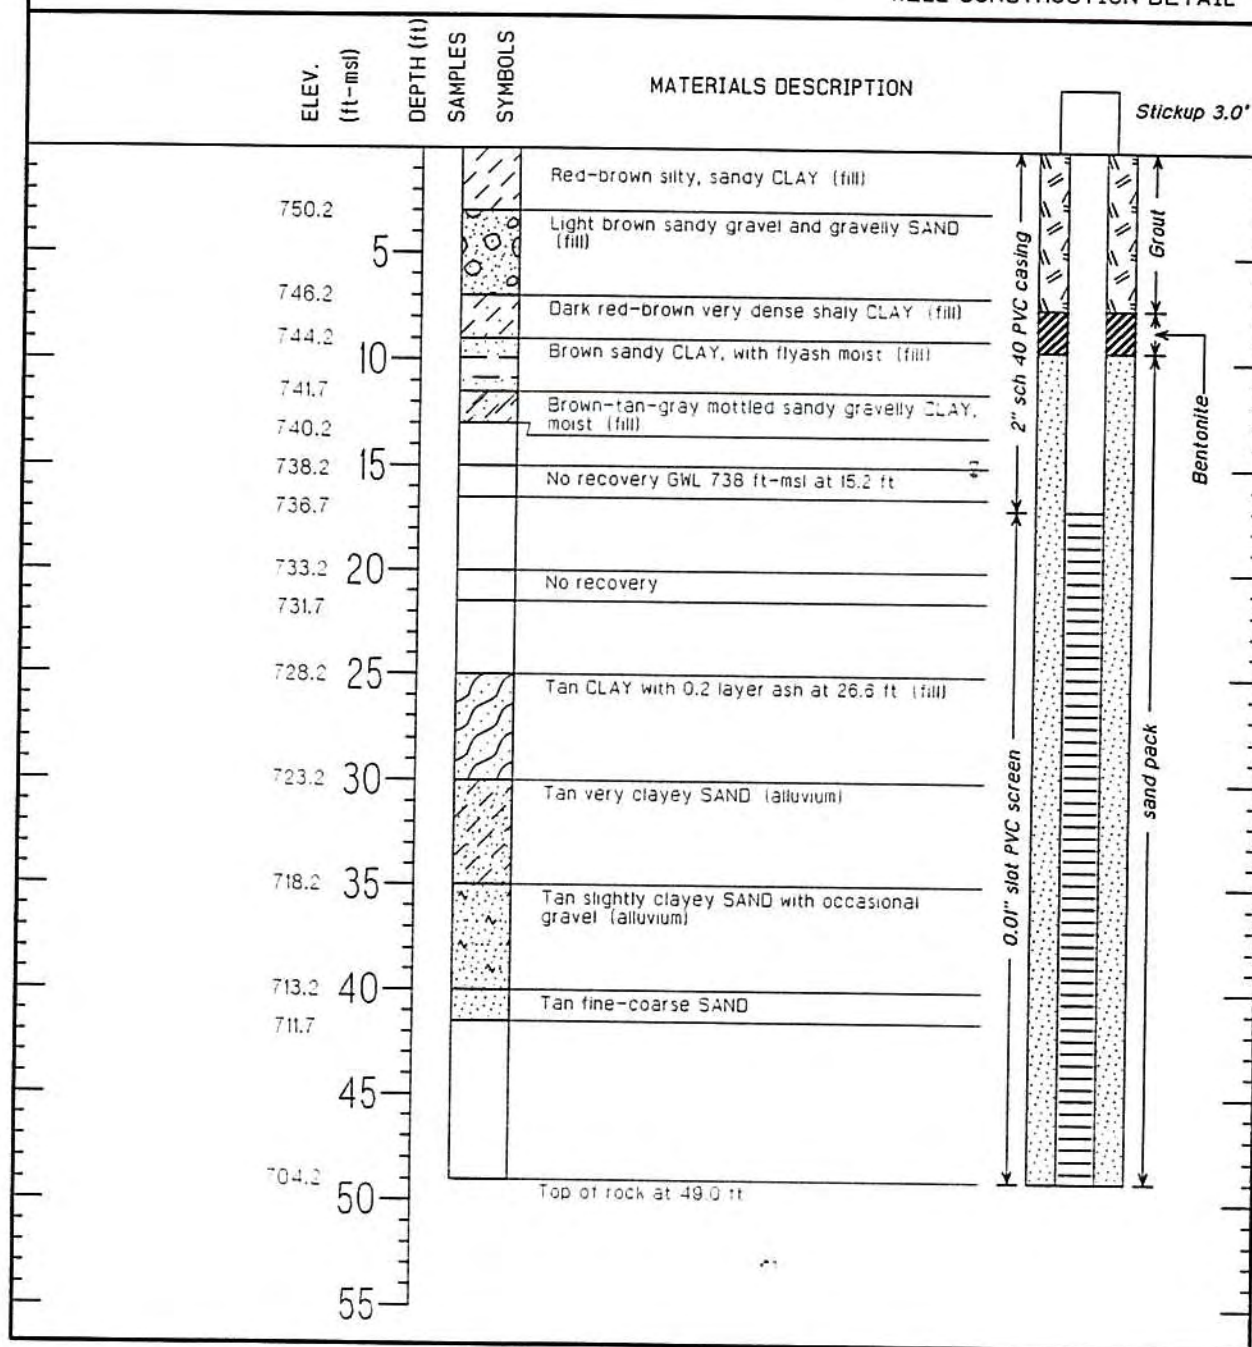 WELL CONSTRUCTION DETAIL
ELEV. (ft-msl)
DEPTH (ft)
SAMPLES
SYMBOLS
MATERIALS DESCRIPTION
Stickup 3.0'
Red-brown silty, sandy CLAY (fill)
750.2
Light brown sandy gravel and gravelly SAND
(fill)
5
746.2
Dark red-brown very dense shaly CLAY (fill)
744.2
Brown sandy CLAY, with flyash moist (fill)
10
741.7
Brown-tan-gray mottled sandy gravelly CLAY,
moist (fill)
740.2
738.2
15
No recovery GWL 738 ft-msl at 15.2 ft
736.7
733.2
20
No recovery
731.7
728.2
25
Tan CLAY with 0.2 layer ash at 26.6 ft (fill)
723.2
30
Tan very clayey SAND (alluvium)
718.2
35
Tan slightly clayey SAND with occasional
gravel (alluvium)
713.2
40
Tan fine-coarse SAND
711.7
45
704.2
50
Top of rock at 49.0 ft
55
2" sch 40 PVC casing
0.01" slot PVC screen
Grout
Bentonite
sand pack